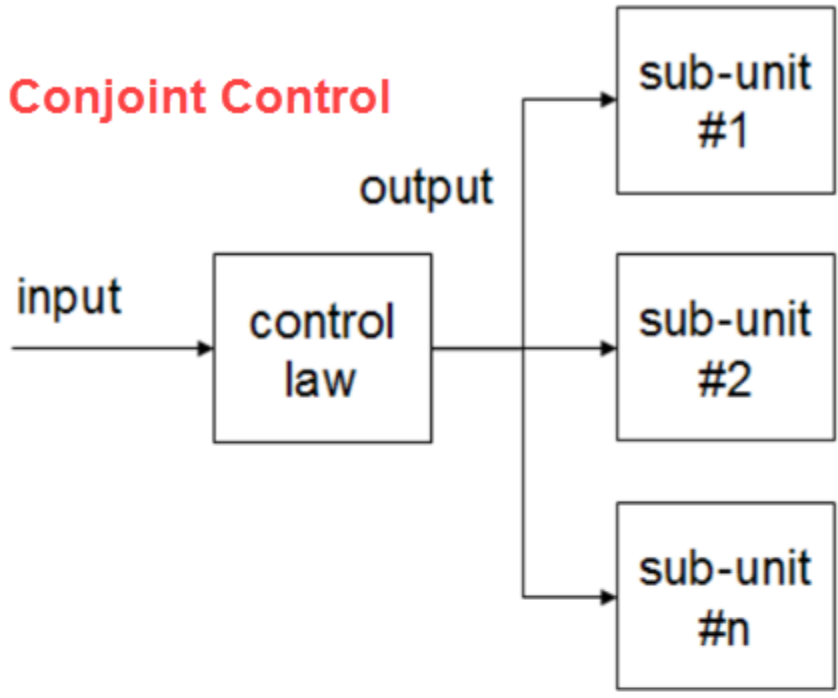 Conjoint Control
sub-unit
#1
output
input
control
law
sub-unit
#2
sub-unit
#n